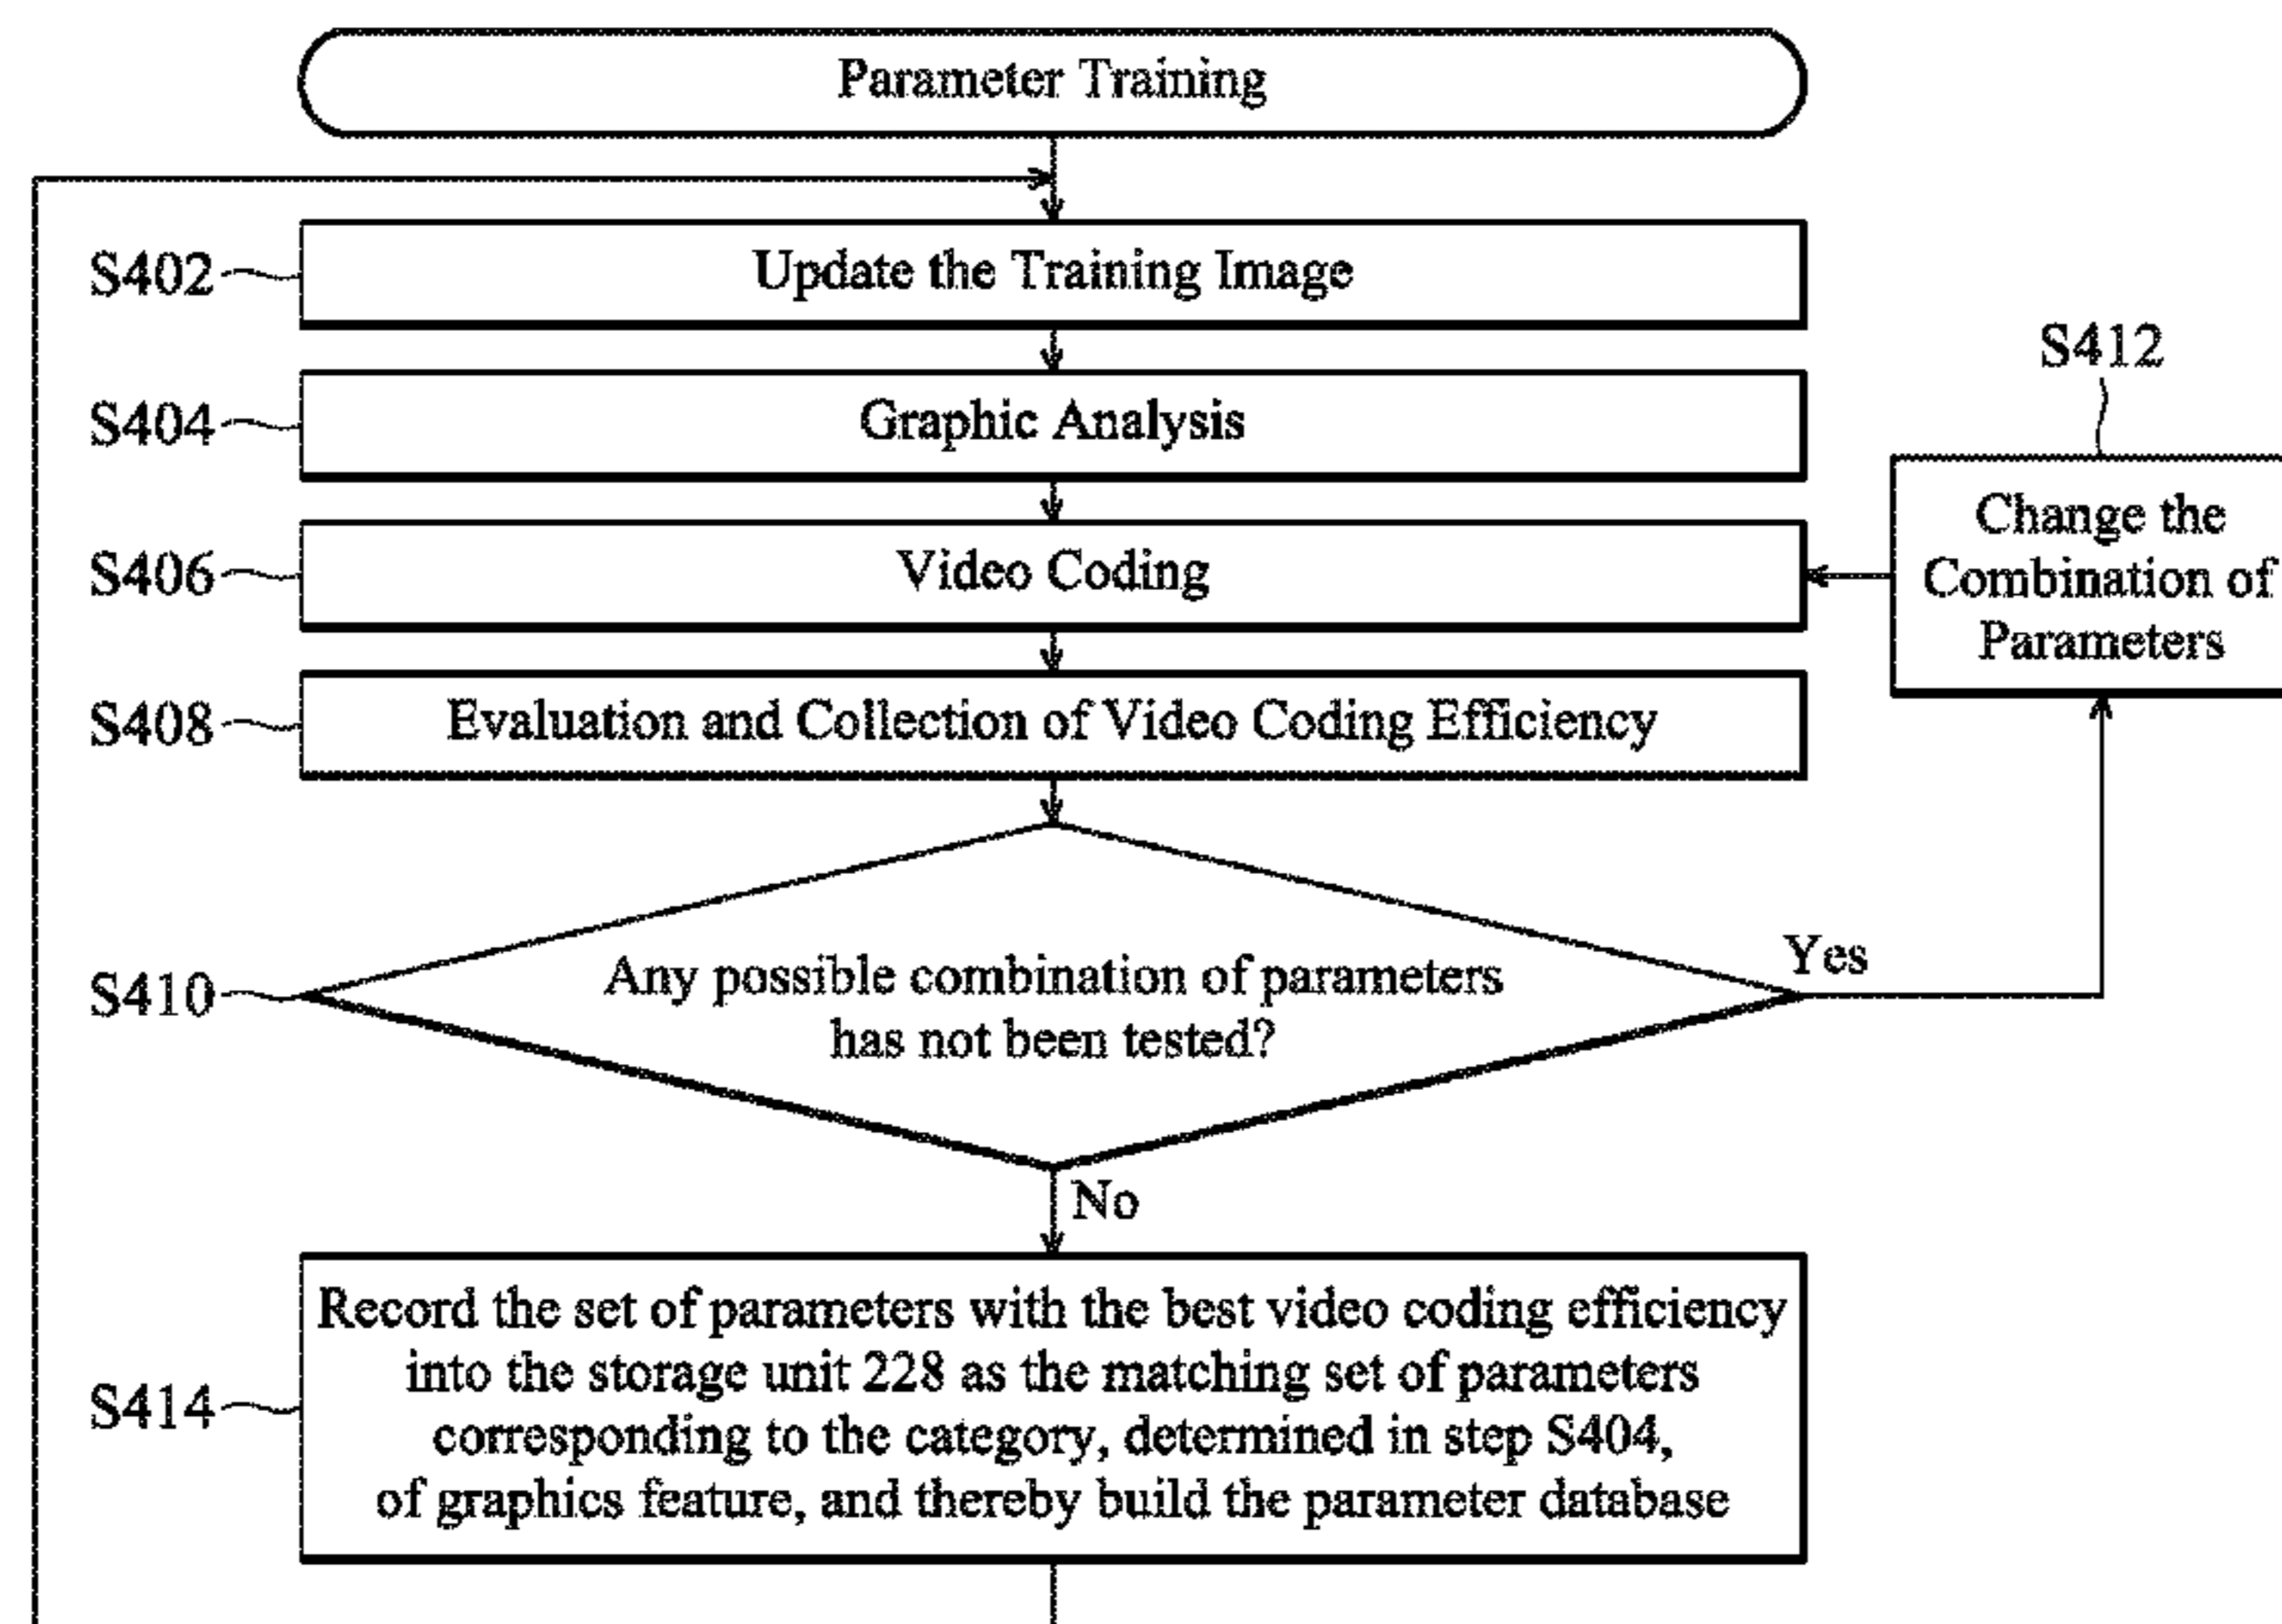 Parameter Training
S402
Update the Training Image
S404
Graphic Analysis
S412
Change the
Combination of
Parameters
S406
Video Coding
S408
Evaluation and Collection of Video Coding Efficiency
S410
Any possible combination of parameters
has not been tested?
Yes
No
S414
Record the set of parameters with the best video coding efficiency
into the storage unit 228 as the matching set of parameters
corresponding to the category, determined in step S404,
of graphics feature, and thereby build the parameter database